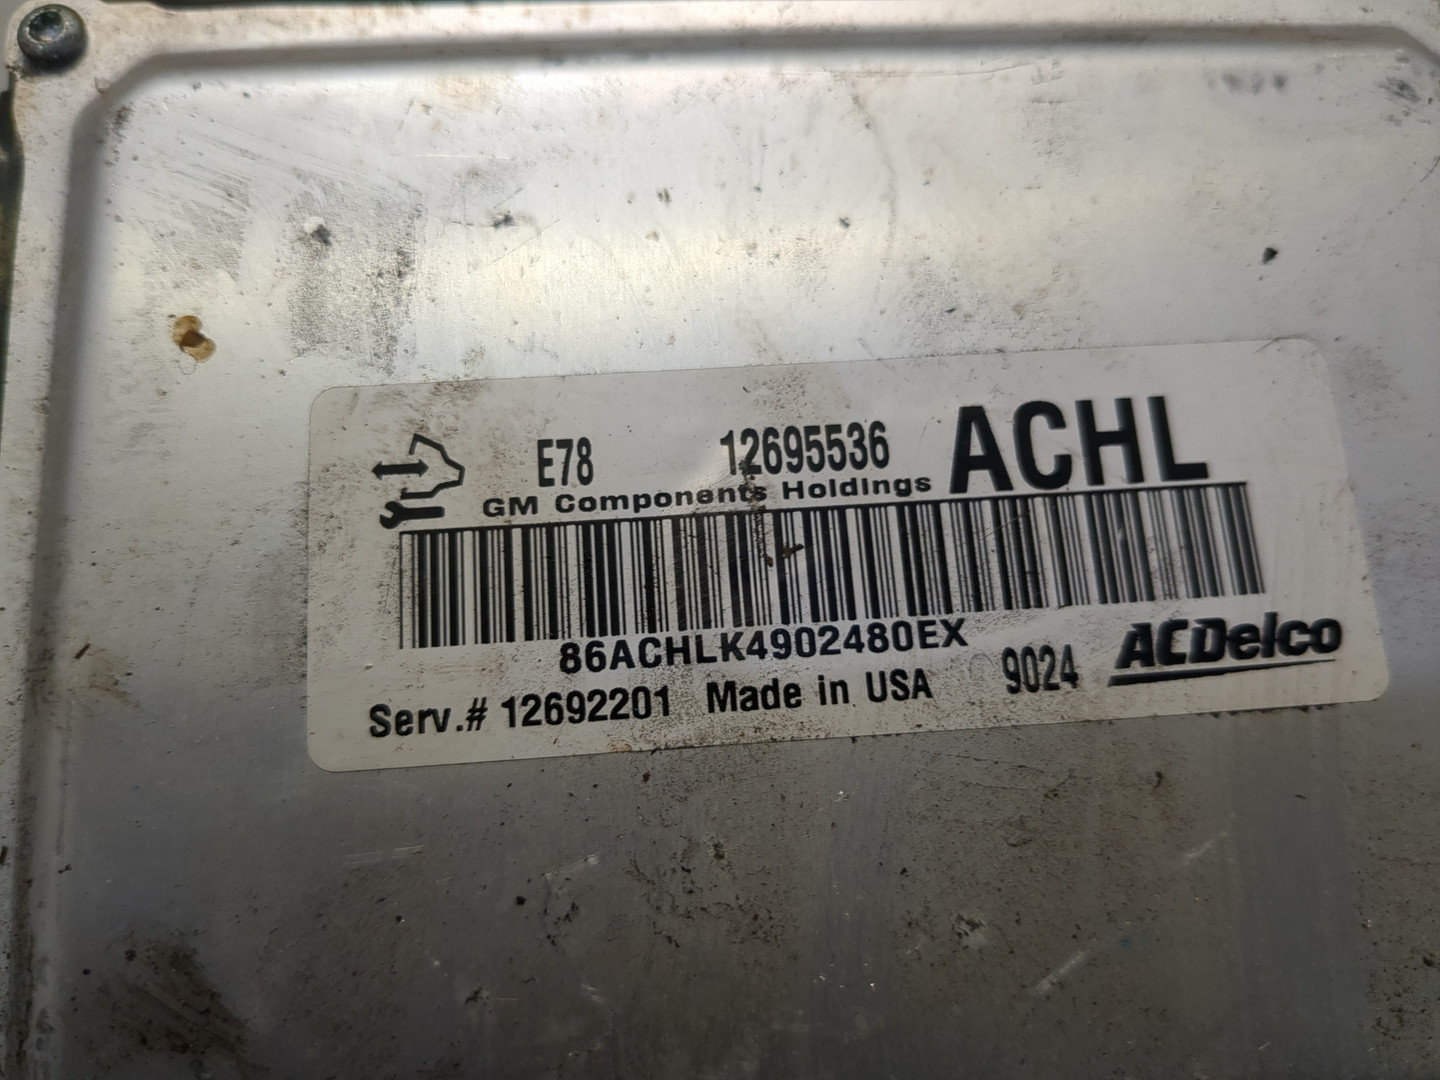 E78 12695536 ACHL
GM Components Holdings
86ACHLK4902480EX
Serv.# 12692201 Made in USA 9024 ACDelco